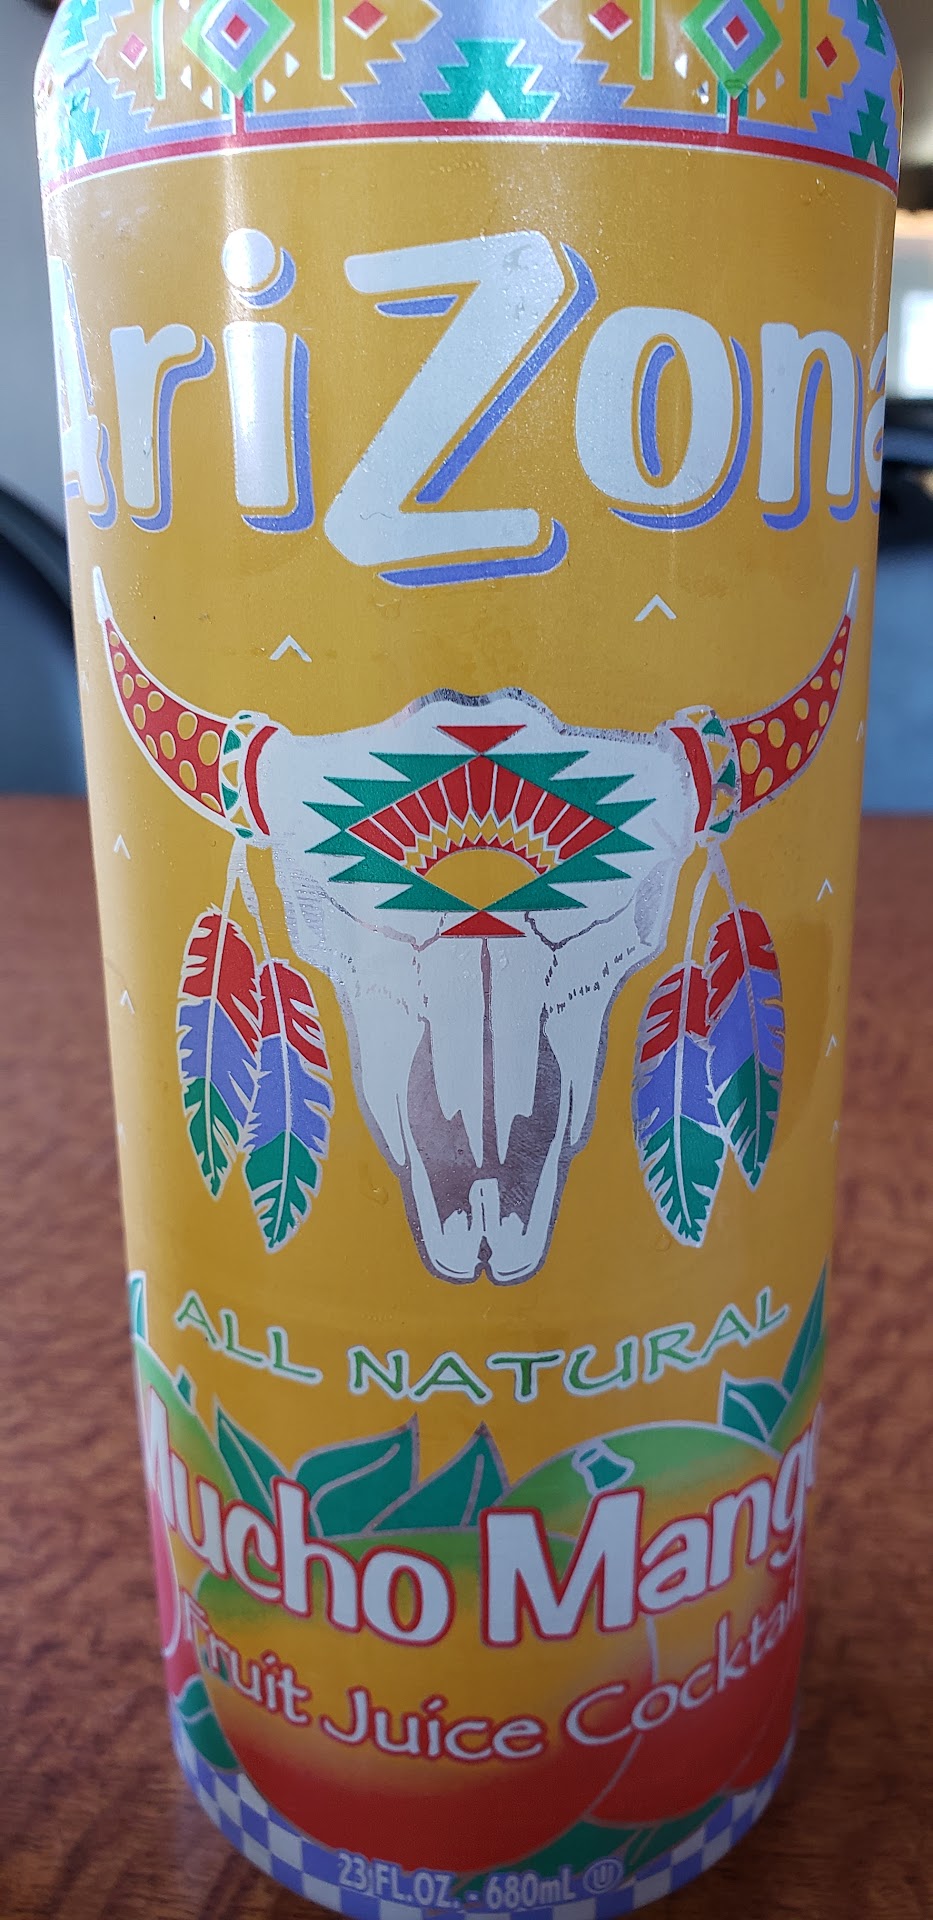 AriZona
ALL NATURAL
Mucho Mango
Fruit Juice Cocktail
23 FL.OZ. - 680mL U